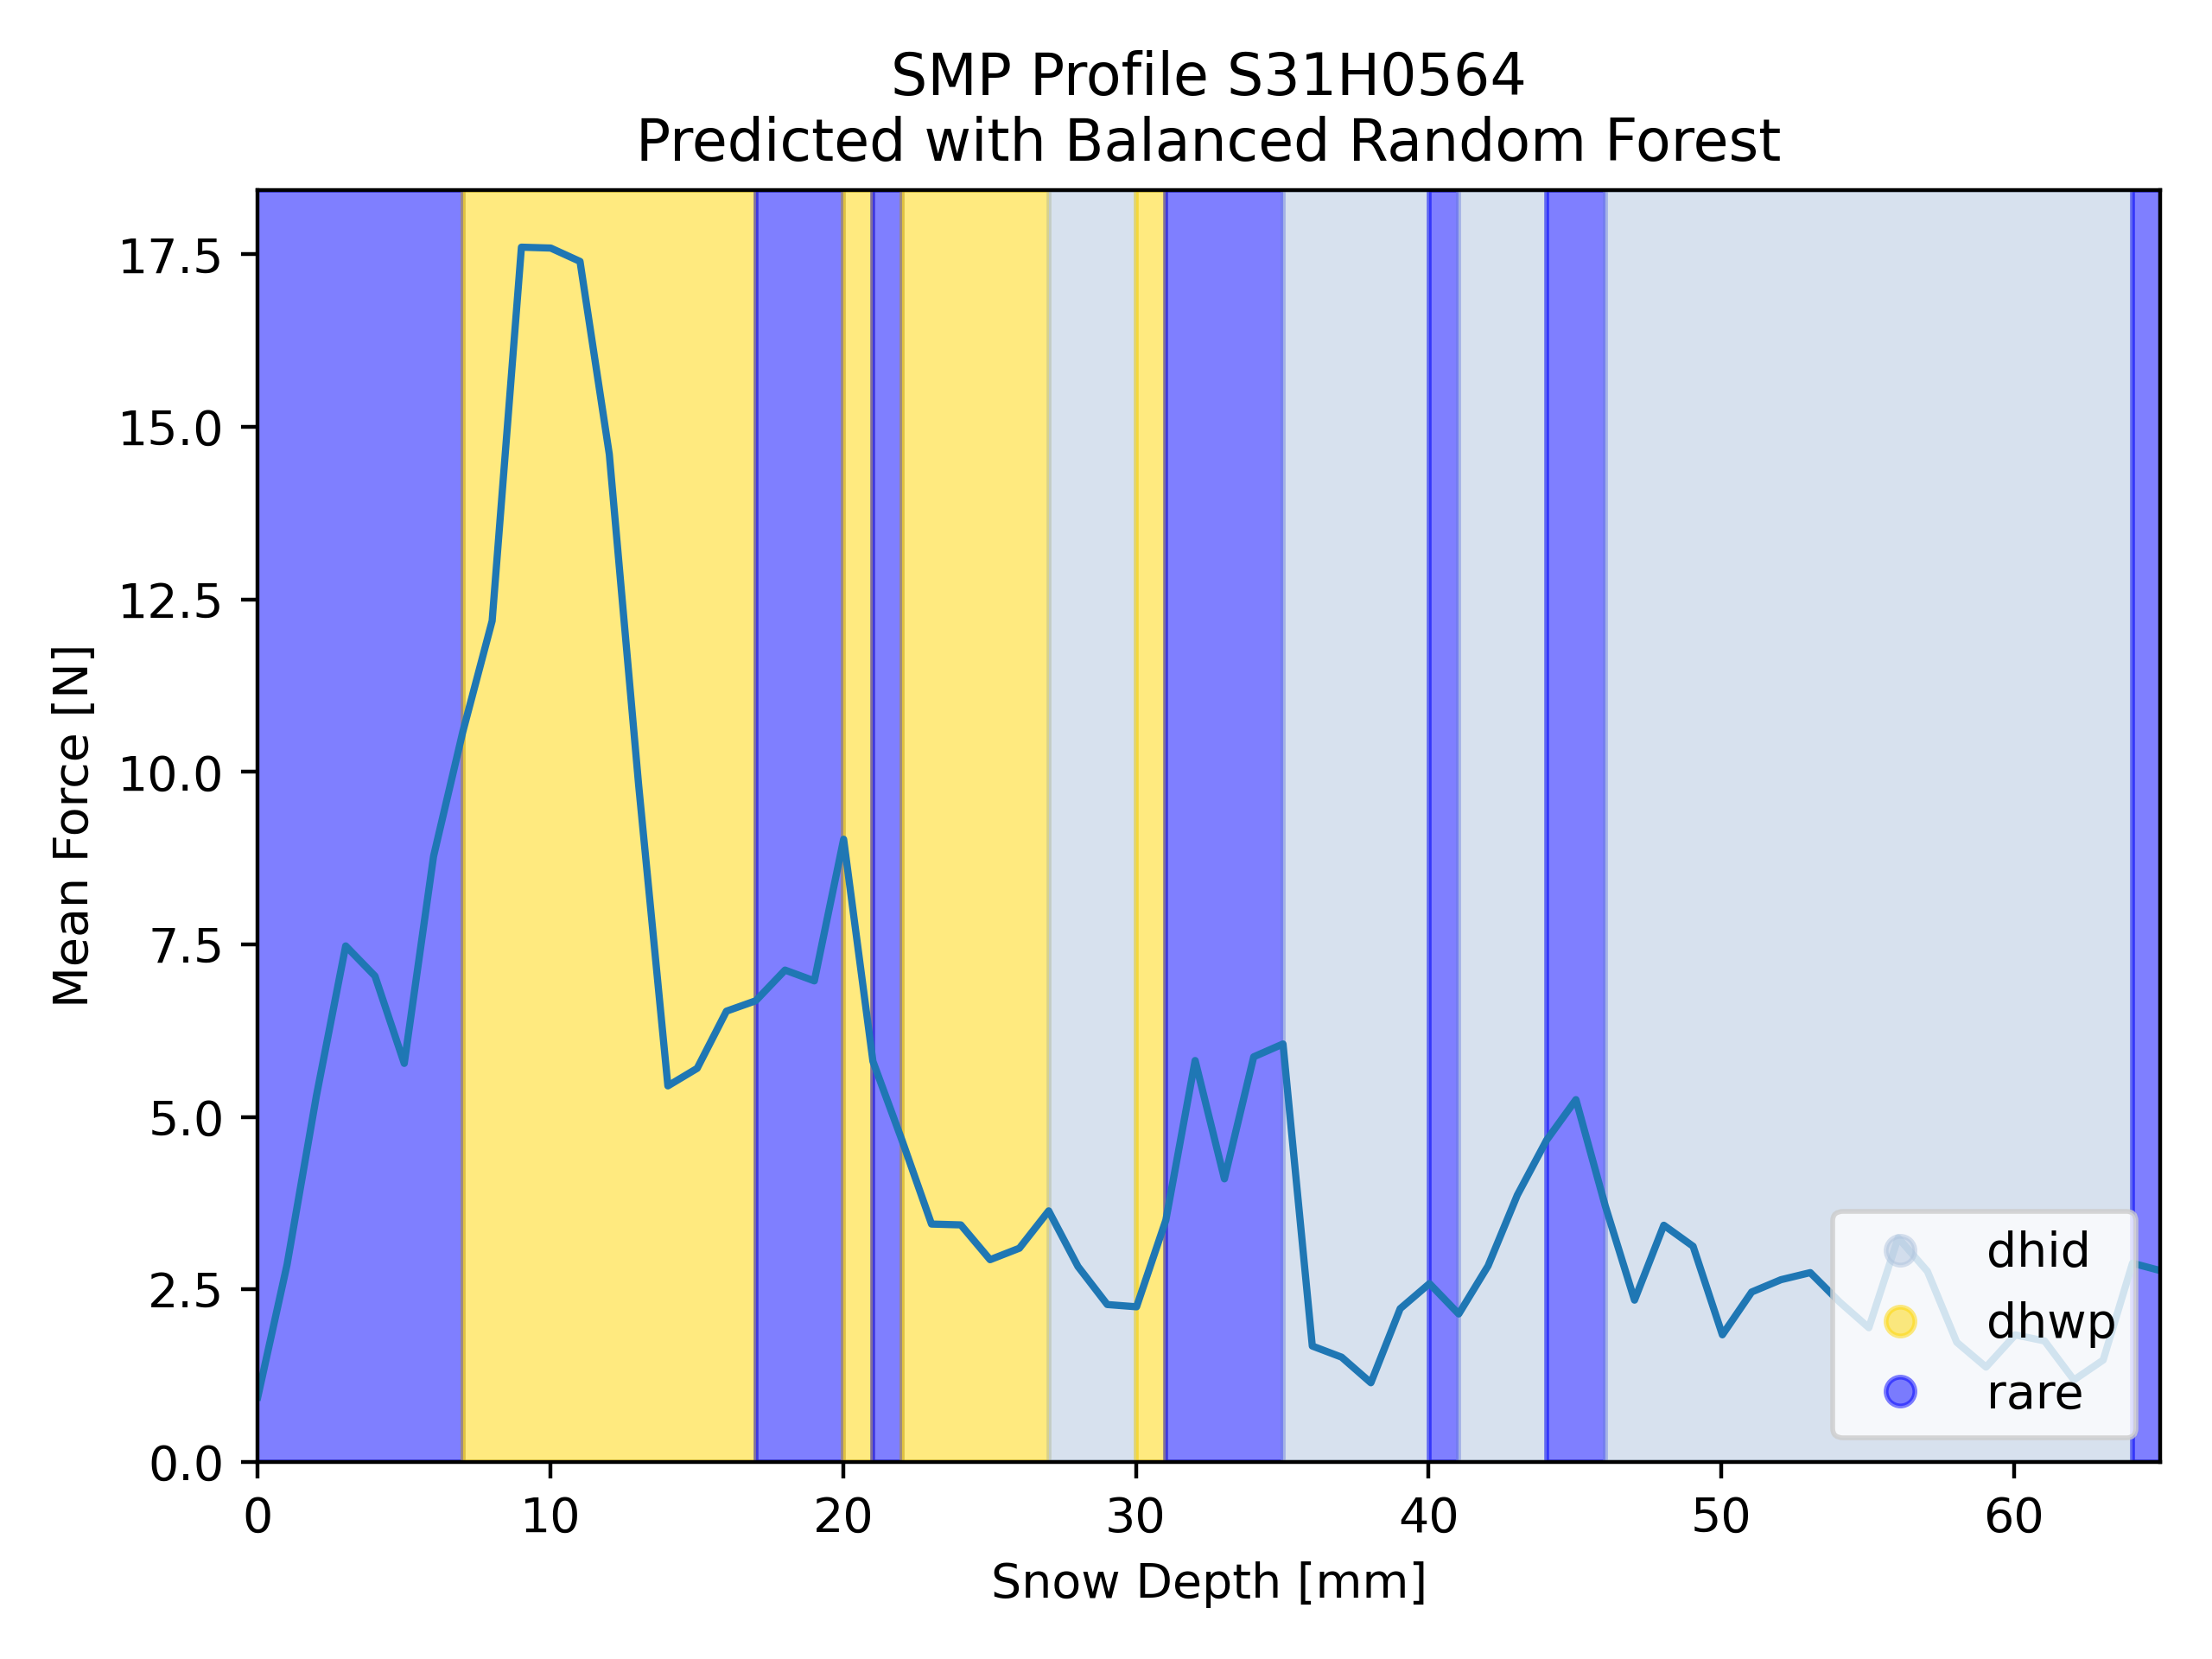 SMP Profile S31H0564
Predicted with Balanced Random Forest
Mean Force [N]
17.5
15.0
12.5
10.0
7.5
5.0
2.5
0.0
dhid
dhwp
rare
0 10 20 30 40 50 60
Snow Depth [mm]